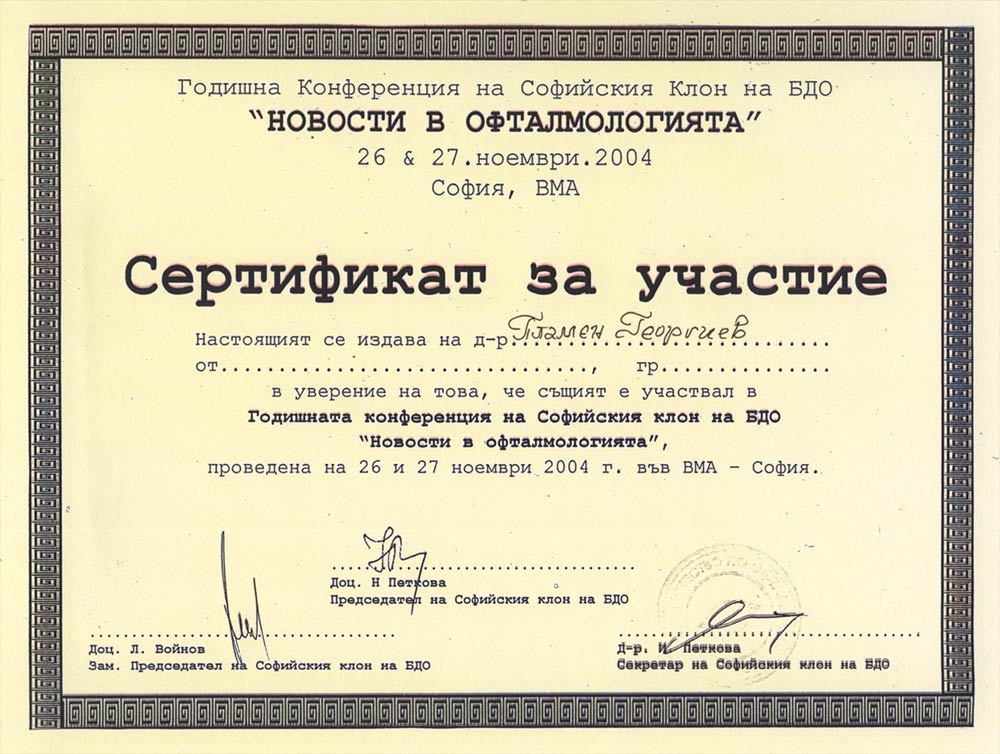 Годишна Конференция на Софийския Клон на БДО
“НОВОСТИ В ОФТАЛМОЛОГИЯТА”
26 & 27.ноември.2004
София, ВМА
Сертификат за участие
Настоящият се издава на д-р Пламен Георгиев
от......................................, гр...............
в уверение на това, че същият е участвал в
Годишната конференция на Софийския клон на БДО
“Новости в офталмологията”,
проведена на 26 и 27 ноември 2004 г. във ВМА – София.
Доц. Н Петкова
Председател на Софийския клон на БДО
Доц. Л. Войнов
Зам. Председател на Софийския клон на БДО
Д-р. И. Петкова
Секретар на Софийския клон на БДО